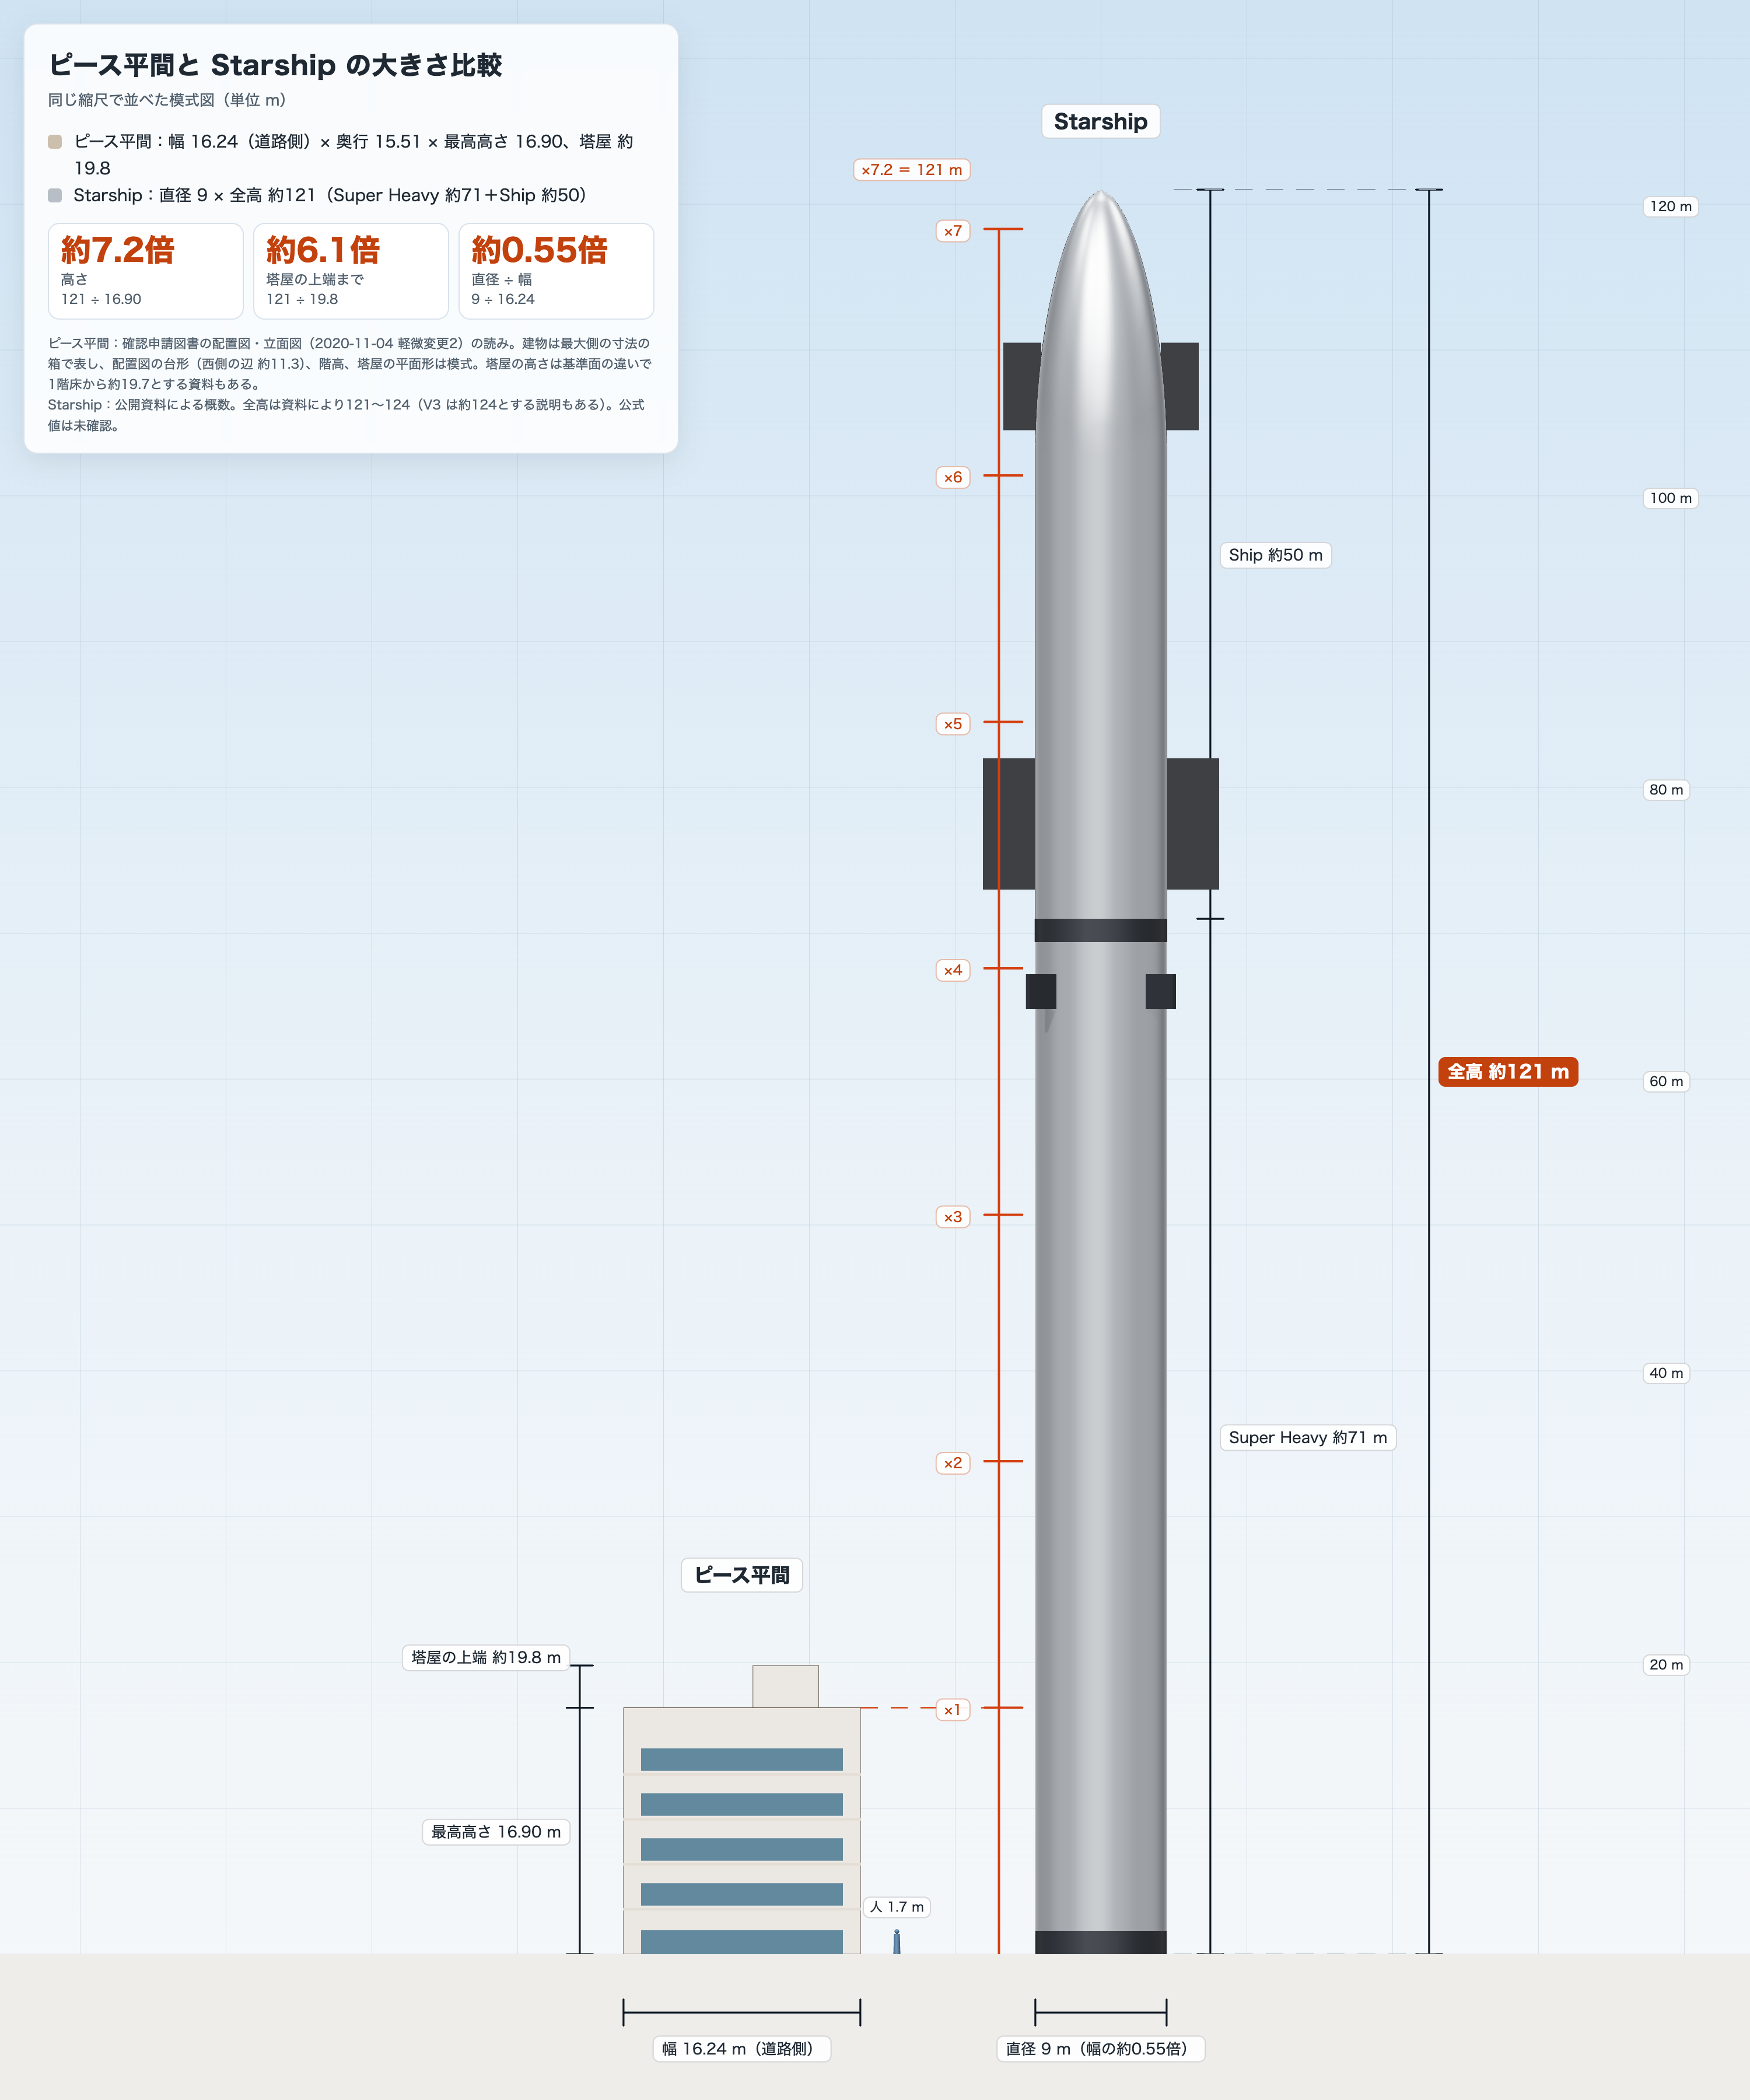 ピース平間と Starship の大きさ比較
同じ縮尺で並べた模式図（単位 m）
ピース平間：幅 16.24（道路側）× 奥行 15.51 × 最高高さ 16.90、塔屋 約
19.8
Starship：直径 9 × 全高 約121（Super Heavy 約71＋Ship 約50）
約7.2倍
高さ
121 ÷ 16.90
約6.1倍
塔屋の上端まで
121 ÷ 19.8
約0.55倍
直径 ÷ 幅
9 ÷ 16.24
ピース平間：確認申請図書の配置図・立面図（2020-11-04 軽微変更2）の読み。建物は最大側の寸法の
箱で表し、配置図の台形（西側の辺 約11.3）、階高、塔屋の平面形は模式。塔屋の高さは基準面の違いで
1階床から約19.7とする資料もある。
Starship：公開資料による概数。全高は資料により121〜124（V3 は約124とする説明もある）。公式
値は未確認。
Starship
×7.2 = 121 m
120 m
×7
×6
100 m
Ship 約50 m
×5
80 m
×4
全高 約121 m
60 m
×3
40 m
Super Heavy 約71 m
×2
ピース平間
塔屋の上端 約19.8 m
20 m
×1
最高高さ 16.90 m
人 1.7 m
幅 16.24 m（道路側）
直径 9 m（幅の約0.55倍）